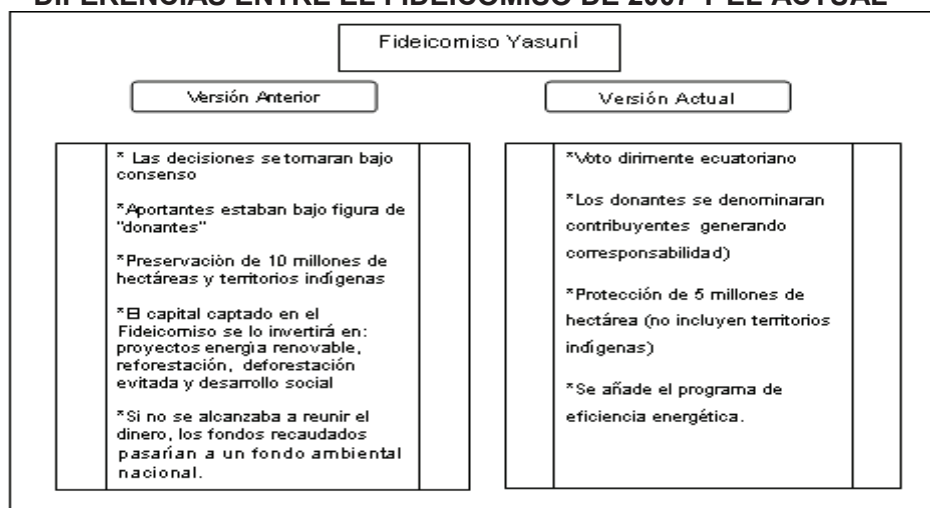 DIFERENCIAS ENTRE EL FIDEICOMISO DE 2007 Y EL ACTUAL
Fideicomiso Yasuní
Versión Anterior
* Las decisiones se tomaran bajo
consenso
*Aportantes estaban bajo figura de
"donantes"
*Preservación de 10 millones de
hectáreas y territorios indígenas
*El capital captado en el
Fideicomiso se lo invertirá en:
proyectos energía renovable,
reforestación, deforestación
evitada y desarrollo social
*Si no se alcanzaba a reunir el
dinero, los fondos recaudados
pasarían a un fondo ambiental
nacional.
Versión Actual
*Voto dirimente ecuatoriano
*Los donantes se denominaran
contribuyentes generando
corresponsabilidad)
*Protección de 5 millones de
hectárea (no incluyen territorios
indígenas)
*Se añade el programa de
eficiencia energética.